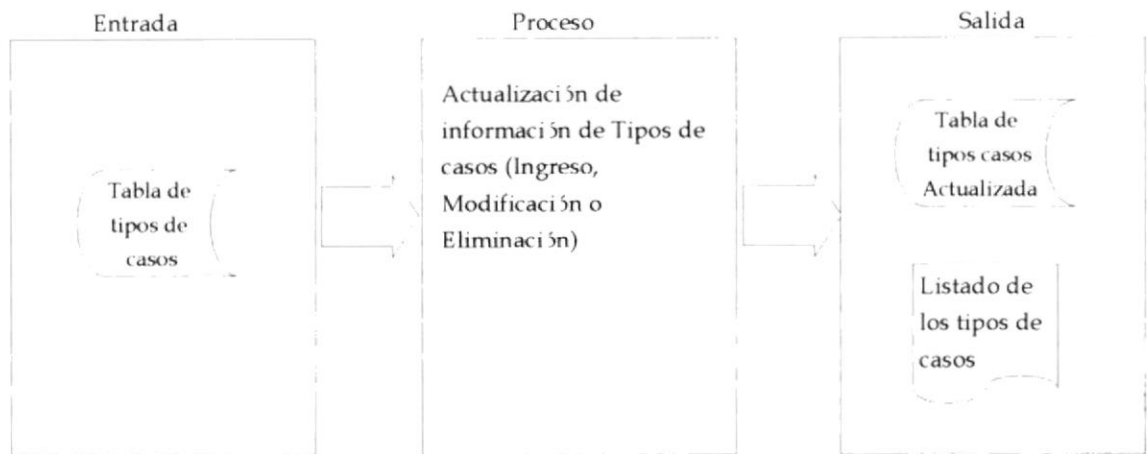 Entrada
Proceso
Salida
Tabla de
tipos de
casos
Actualización de
información de Tipos de
casos (Ingreso,
Modificación o
Eliminación)
Tabla de
tipos casos
Actualizada
Listado de
los tipos de
casos